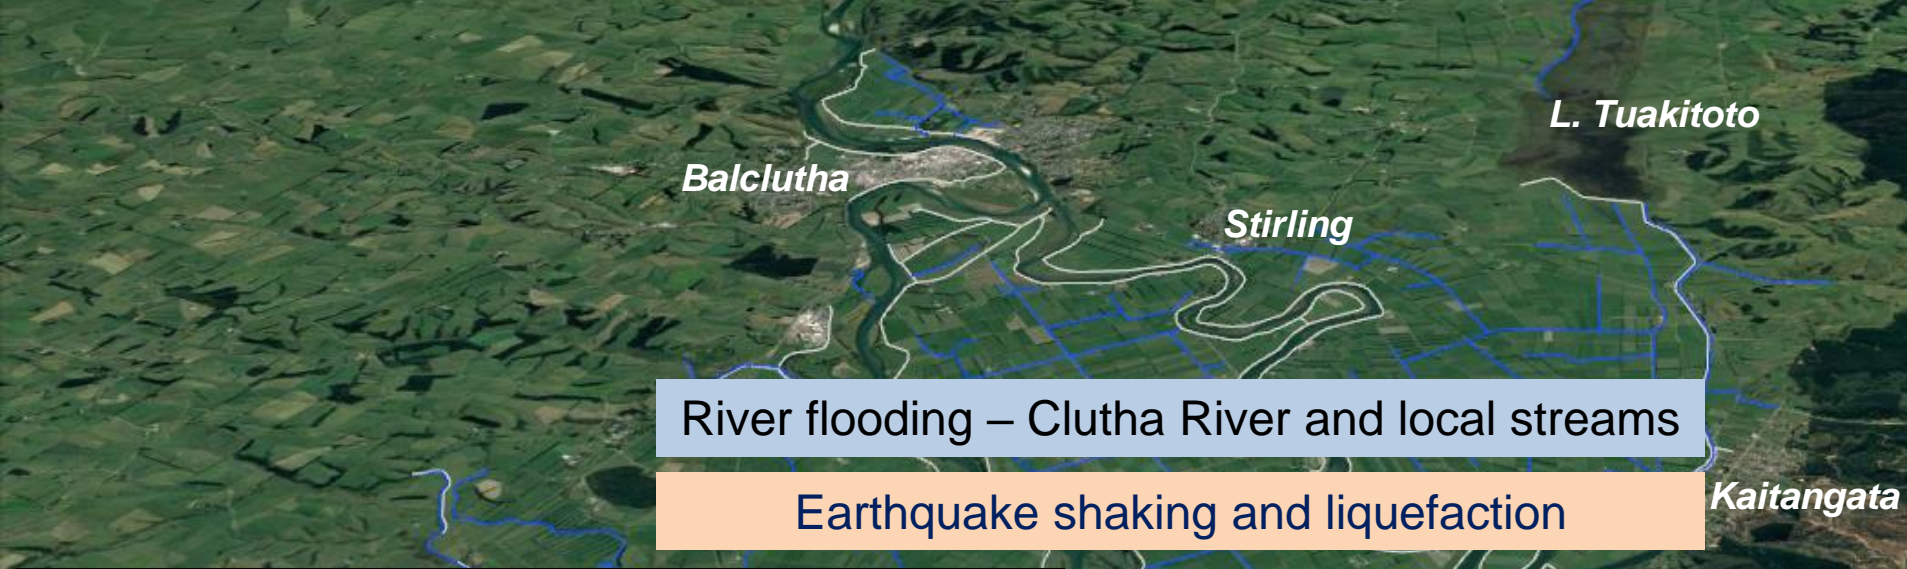 L. Tuakitoto
Balclutha
Stirling
River flooding – Clutha River and local streams
Kaitangata
Earthquake shaking and liquefaction